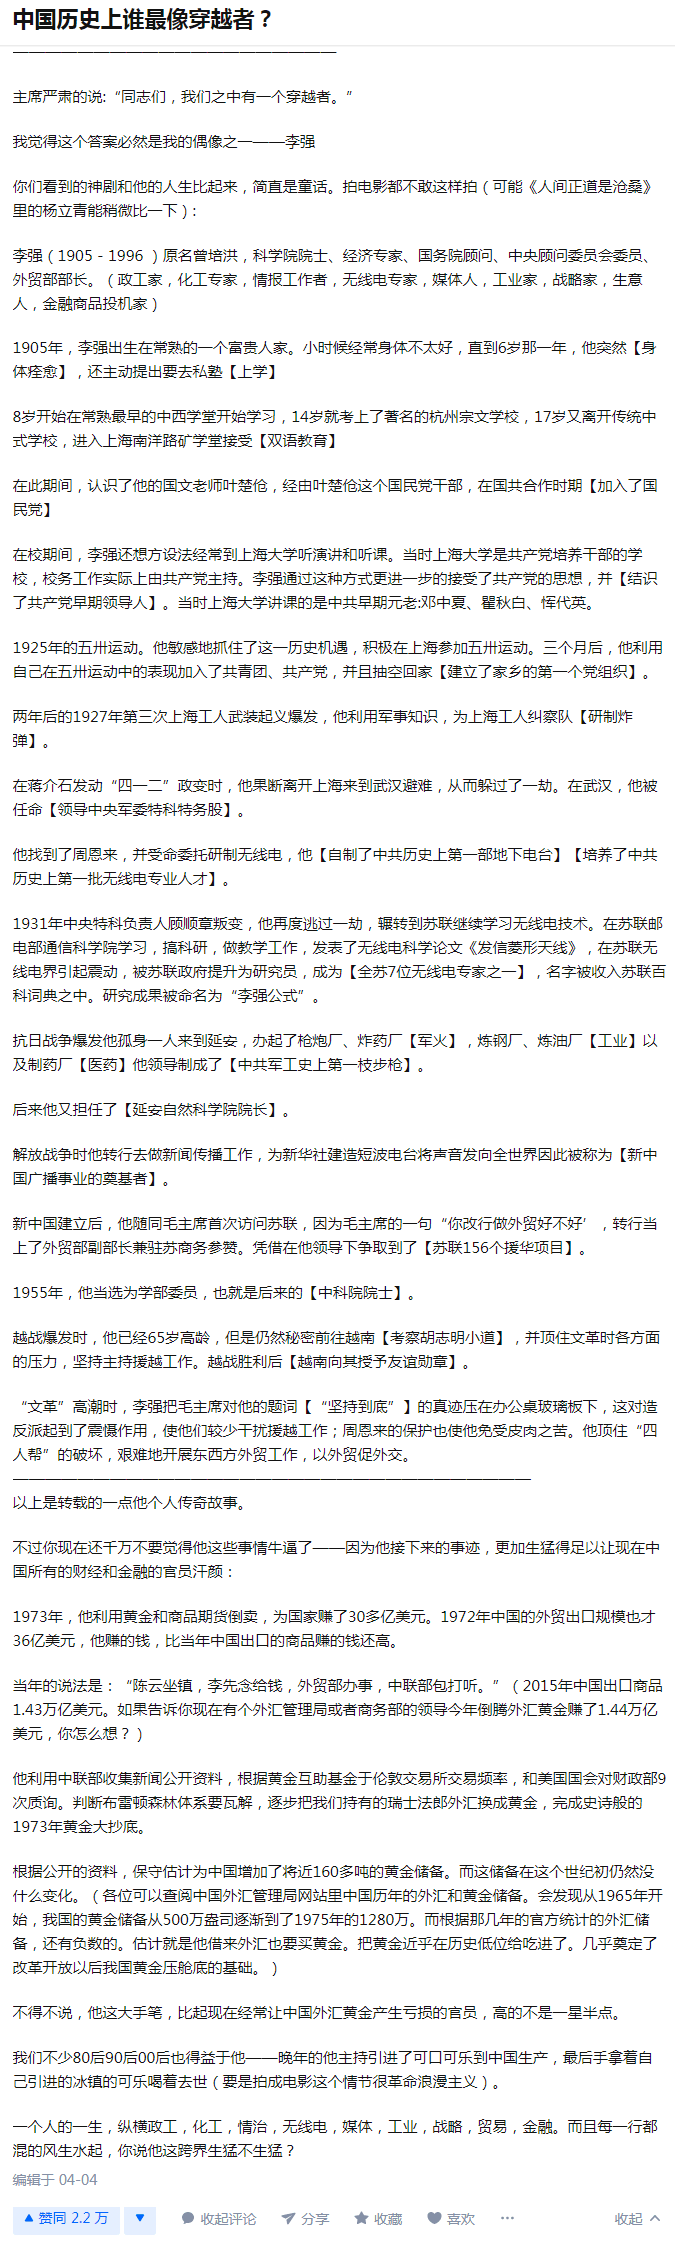 中国历史上谁最像穿越者？
————————————————————
主席严肃的说:“同志们，我们之中有一个穿越者。”
我觉得这个答案必然是我的偶像之一——李强
你们看到的神剧和他的人生比起来，简直是童话。拍电影都不敢这样拍（可能《人间正道是沧桑》
里的杨立青能稍微比一下）：
李强（1905 - 1996 ）原名曾培洪，科学院院士、经济专家、国务院顾问、中央顾问委员会委员、
外贸部部长。（政工家，化工专家，情报工作者，无线电专家，媒体人，工业家，战略家，生意
人，金融商品投机家）
1905年，李强出生在常熟的一个富贵人家。小时候经常身体不太好，直到6岁那一年，他突然【身
体痊愈】，还主动提出要去私塾【上学】
8岁开始在常熟最早的中西学堂开始学习，14岁就考上了著名的杭州宗文学校，17岁又离开传统中
式学校，进入上海南洋路矿学堂接受【双语教育】
在此期间，认识了他的国文老师叶楚伧，经由叶楚伧这个国民党干部，在国共合作时期【加入了国
民党】
在校期间，李强还想方设法经常到上海大学听演讲和听课。当时上海大学是共产党培养干部的学
校，校务工作实际上由共产党主持。李强通过这种方式更进一步的接受了共产党的思想，并【结识
了共产党早期领导人】。当时上海大学讲课的是中共早期元老:邓中夏、瞿秋白、恽代英。
1925年的五卅运动。他敏感地抓住了这一历史机遇，积极在上海参加五卅运动。三个月后，他利用
自己在五卅运动中的表现加入了共青团、共产党，并且抽空回家【建立了家乡的第一个党组织】。
两年后的1927年第三次上海工人武装起义爆发，他利用军事知识，为上海工人纠察队【研制炸
弹】。
在蒋介石发动“四一二”政变时，他果断离开上海来到武汉避难，从而躲过了一劫。在武汉，他被
任命【领导中央军委特科特务股】。
他找到了周恩来，并受命委托研制无线电，他【自制了中共历史上第一部地下电台】【培养了中共
历史上第一批无线电专业人才】。
1931年中央特科负责人顾顺章叛变，他再度逃过一劫，辗转到苏联继续学习无线电技术。在苏联邮
电部通信科学院学习，搞科研，做教学工作，发表了无线电科学论文《发信菱形天线》，在苏联无
线电界引起震动，被苏联政府提升为研究员，成为【全苏7位无线电专家之一】，名字被收入苏联百
科词典之中。研究成果被命名为“李强公式”。
抗日战争爆发他孤身一人来到延安，办起了枪炮厂、炸药厂【军火】，炼钢厂、炼油厂【工业】以
及制药厂【医药】他领导制成了【中共军工史上第一枝步枪】。
后来他又担任了【延安自然科学院院长】。
解放战争时他转行去做新闻传播工作，为新华社建造短波电台将声音发向全世界因此被称为【新中
国广播事业的奠基者】。
新中国建立后，他随同毛主席首次访问苏联，因为毛主席的一句“你改行做外贸好不好’，转行当
上了外贸部副部长兼驻苏商务参赞。凭借在他领导下争取到了【苏联156个援华项目】。
1955年，他当选为学部委员，也就是后来的【中科院院士】。
越战爆发时，他已经65岁高龄，但是仍然秘密前往越南【考察胡志明小道】，并顶住文革时各方面
的压力，坚持主持援越工作。越战胜利后【越南向其授予友谊勋章】。
“文革”高潮时，李强把毛主席对他的题词【“坚持到底”】的真迹压在办公桌玻璃板下，这对造
反派起到了震慑作用，使他们较少干扰援越工作；周恩来的保护也使他免受皮肉之苦。他顶住“四
人帮”的破坏，艰难地开展东西方外贸工作，以外贸促外交。
————————————————————————————————
以上是转载的一点他个人传奇故事。
不过你现在还千万不要觉得他这些事情牛逼了——因为他接下来的事迹，更加生猛得足以让现在中
国所有的财经和金融的官员汗颜：
1973年，他利用黄金和商品期货倒卖，为国家赚了30多亿美元。1972年中国的外贸出口规模也才
36亿美元，他赚的钱，比当年中国出口的商品赚的钱还高。
当年的说法是：“陈云坐镇，李先念给钱，外贸部办事，中联部包打听。”（2015年中国出口商品
1.43万亿美元。如果告诉你现在有个外汇管理局或者商务部的领导今年倒腾外汇黄金赚了1.44万亿
美元，你怎么想？）
他利用中联部收集新闻公开资料，根据黄金互助基金于伦敦交易所交易频率，和美国国会对财政部9
次质询。判断布雷顿森林体系要瓦解，逐步把我们持有的瑞士法郎外汇换成黄金，完成史诗般的
1973年黄金大抄底。
根据公开的资料，保守估计为中国增加了将近160多吨的黄金储备。而这储备在这个世纪初仍然没
什么变化。（各位可以查阅中国外汇管理局网站里中国历年的外汇和黄金储备。会发现从1965年开
始，我国的黄金储备从500万盎司逐渐到了1975年的1280万。而根据那几年的官方统计的外汇储
备，还有负数的。估计就是他借来外汇也要买黄金。把黄金近乎在历史低位给吃进了。几乎奠定了
改革开放以后我国黄金压舱底的基础。）
不得不说，他这大手笔，比起现在经常让中国外汇黄金产生亏损的官员，高的不是一星半点。
我们不少80后90后00后也得益于他——晚年的他主持引进了可口可乐到中国生产，最后手拿着自
己引进的冰镇的可乐喝着去世（要是拍成电影这个情节很革命浪漫主义）。
一个人的一生，纵横政工，化工，情治，无线电，媒体，工业，战略，贸易，金融。而且每一行都
混的风生水起，你说他这跨界生猛不生猛？
编辑于 04-04
▲ 赞同 2.2 万 ▼ 收起评论 分享 收藏 喜欢 ··· 收起